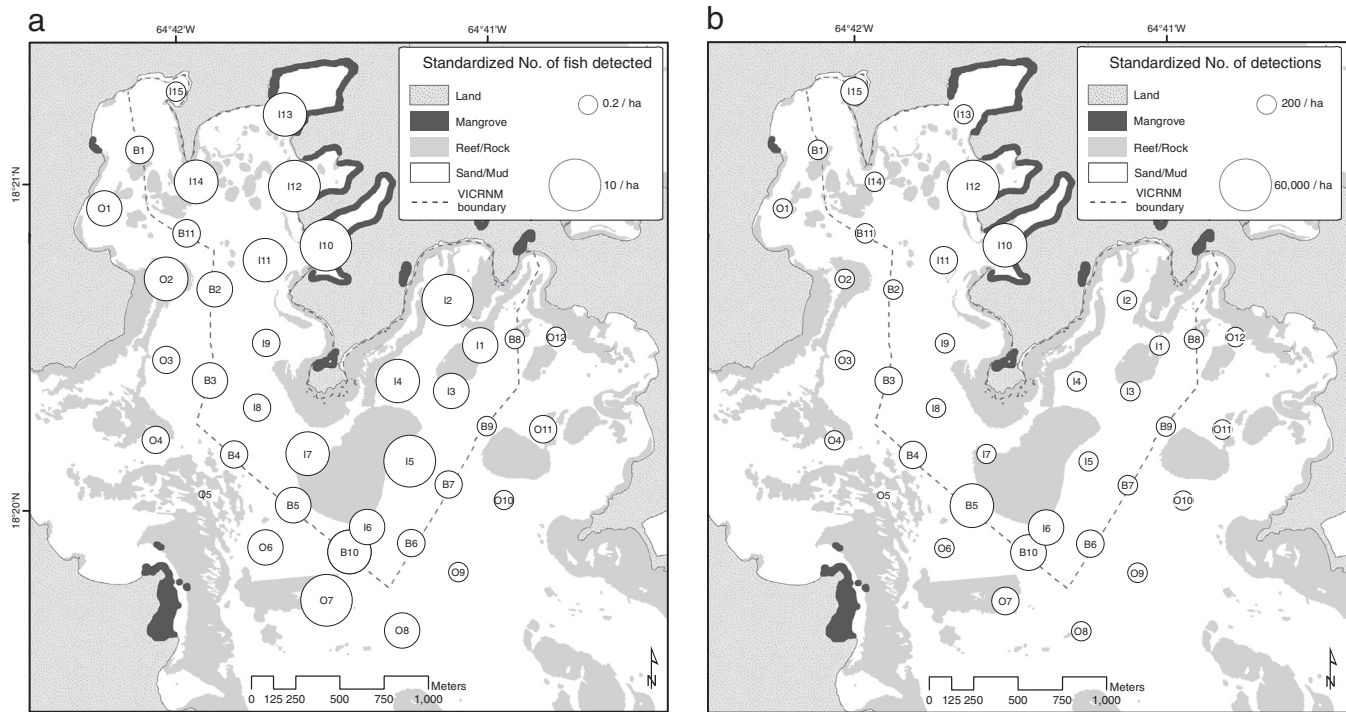 a
64°42'W
64°41'W
18°21'N
18°20'N
Standardized No. of fish detected
Land
Mangrove
Reef/Rock
Sand/Mud
VICRNM
boundary
0.2 / ha
10 / ha
I15
I13
B1
I14
I12
O1
B11
I10
I11
O2
B2
I2
I9
I1
B8
O12
O3
B3
I4
I3
I8
B9
O11
O4
B4
I7
I5
B7
O5
B5
O10
I6
O6
B10
B6
O9
O7
O8
Meters
0 125 250 500 750 1,000
N
b
64°42'W
64°41'W
Standardized No. of detections
Land
Mangrove
Reef/Rock
Sand/Mud
VICRNM
boundary
200 / ha
60,000 / ha
I15
I13
B1
I14
I12
O1
B11
I10
I11
O2
B2
I2
I9
I1
B8
O12
O3
B3
I4
I3
I8
B9
O11
O4
B4
I7
I5
B7
O5
B5
O10
I6
O6
B10
B6
O9
O7
O8
Meters
0 125 250 500 750 1,000
N